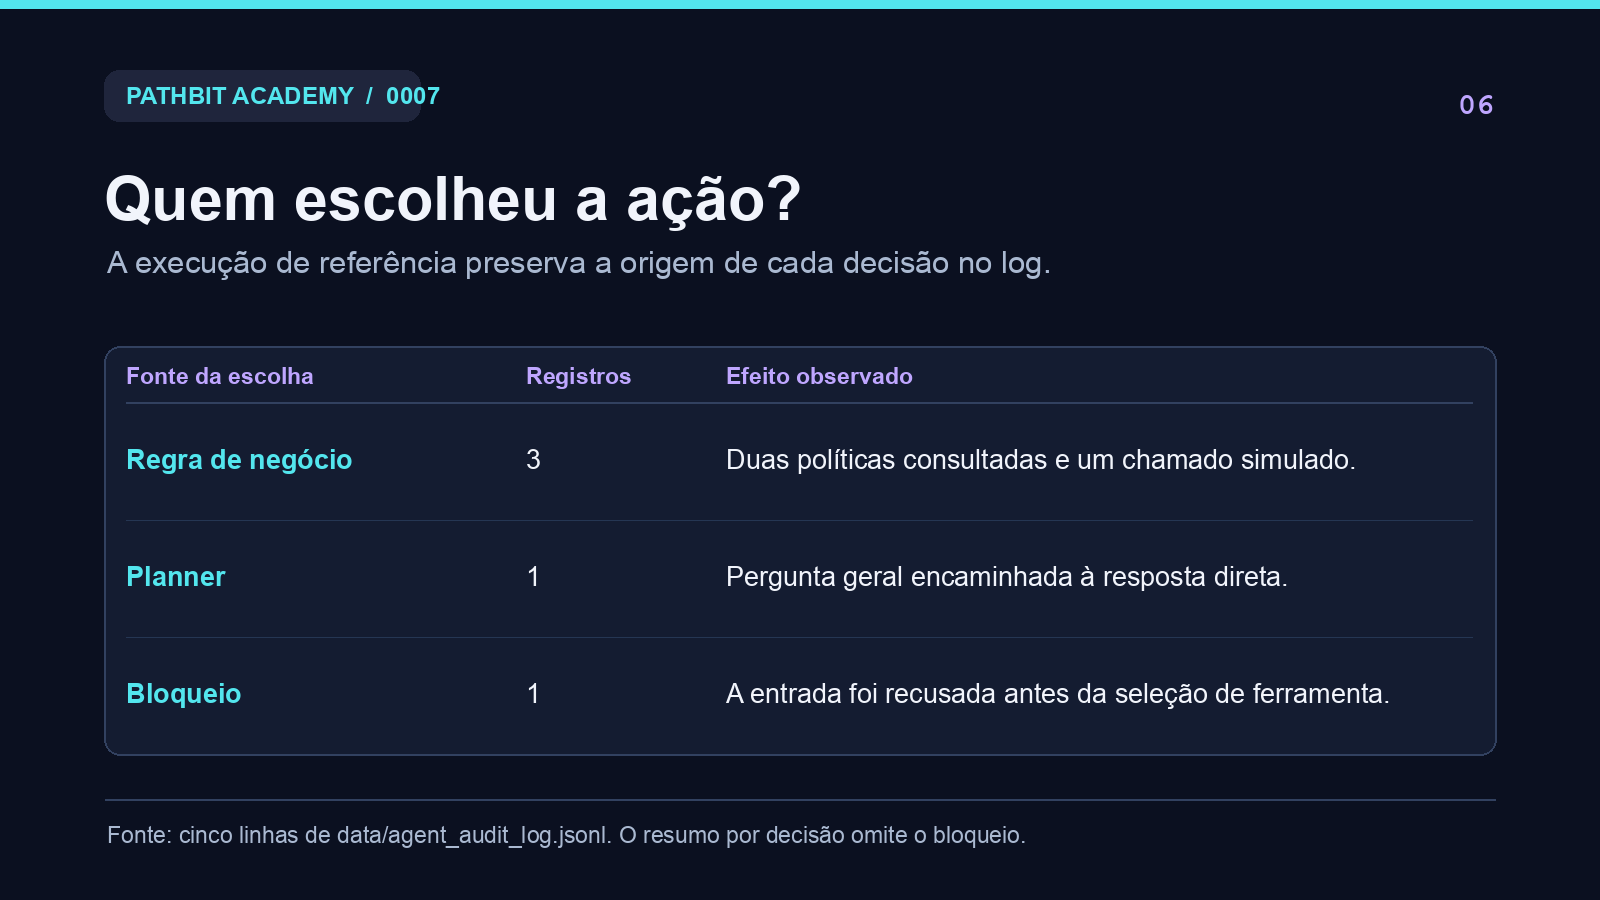 PATHBIT ACADEMY / 0007
06
Quem escolheu a ação?
A execução de referência preserva a origem de cada decisão no log.
Fonte da escolha Registros Efeito observado
Regra de negócio 3 Duas políticas consultadas e um chamado simulado.
Planner 1 Pergunta geral encaminhada à resposta direta.
Bloqueio 1 A entrada foi recusada antes da seleção de ferramenta.
Fonte: cinco linhas de data/agent_audit_log.jsonl. O resumo por decisão omite o bloqueio.